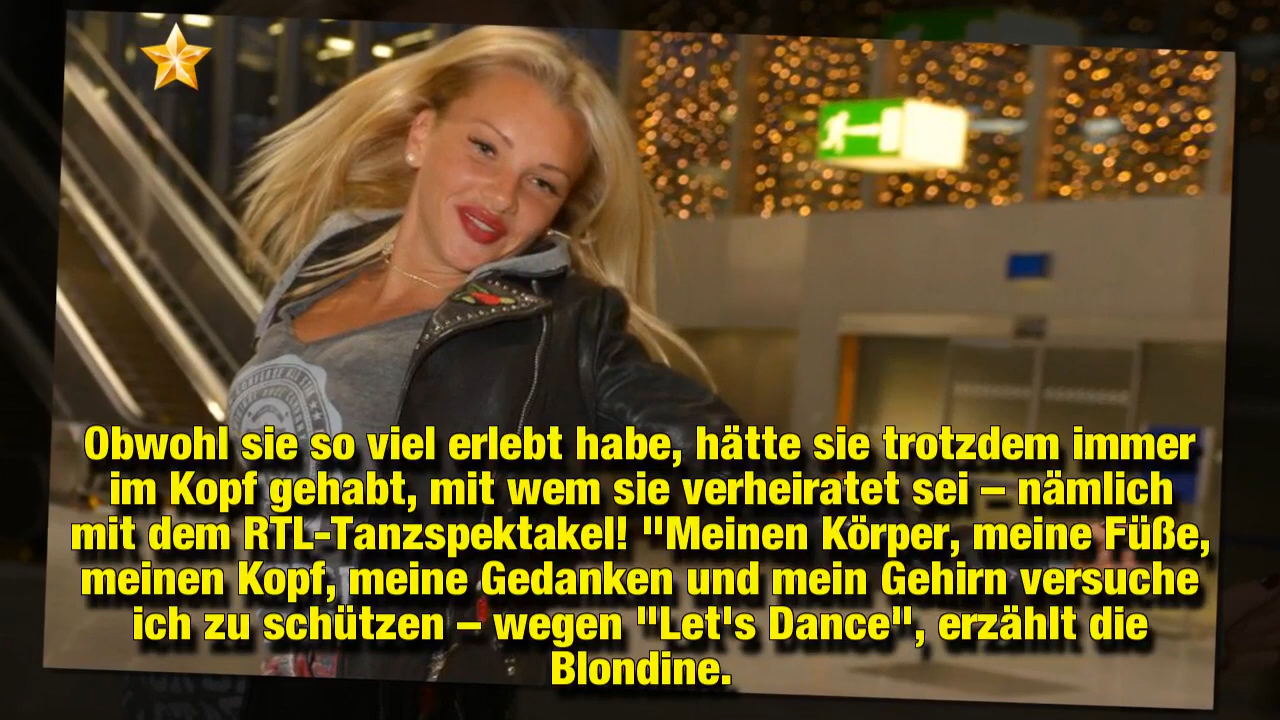 Obwohl sie so viel erlebt habe, hätte sie trotzdem immer
im Kopf gehabt, mit wem sie verheiratet sei – nämlich
mit dem RTL-Tanzspektakel! "Meinen Körper, meine Füße,
meinen Kopf, meine Gedanken und mein Gehirn versuche
ich zu schützen – wegen "Let's Dance", erzählt die
Blondine.